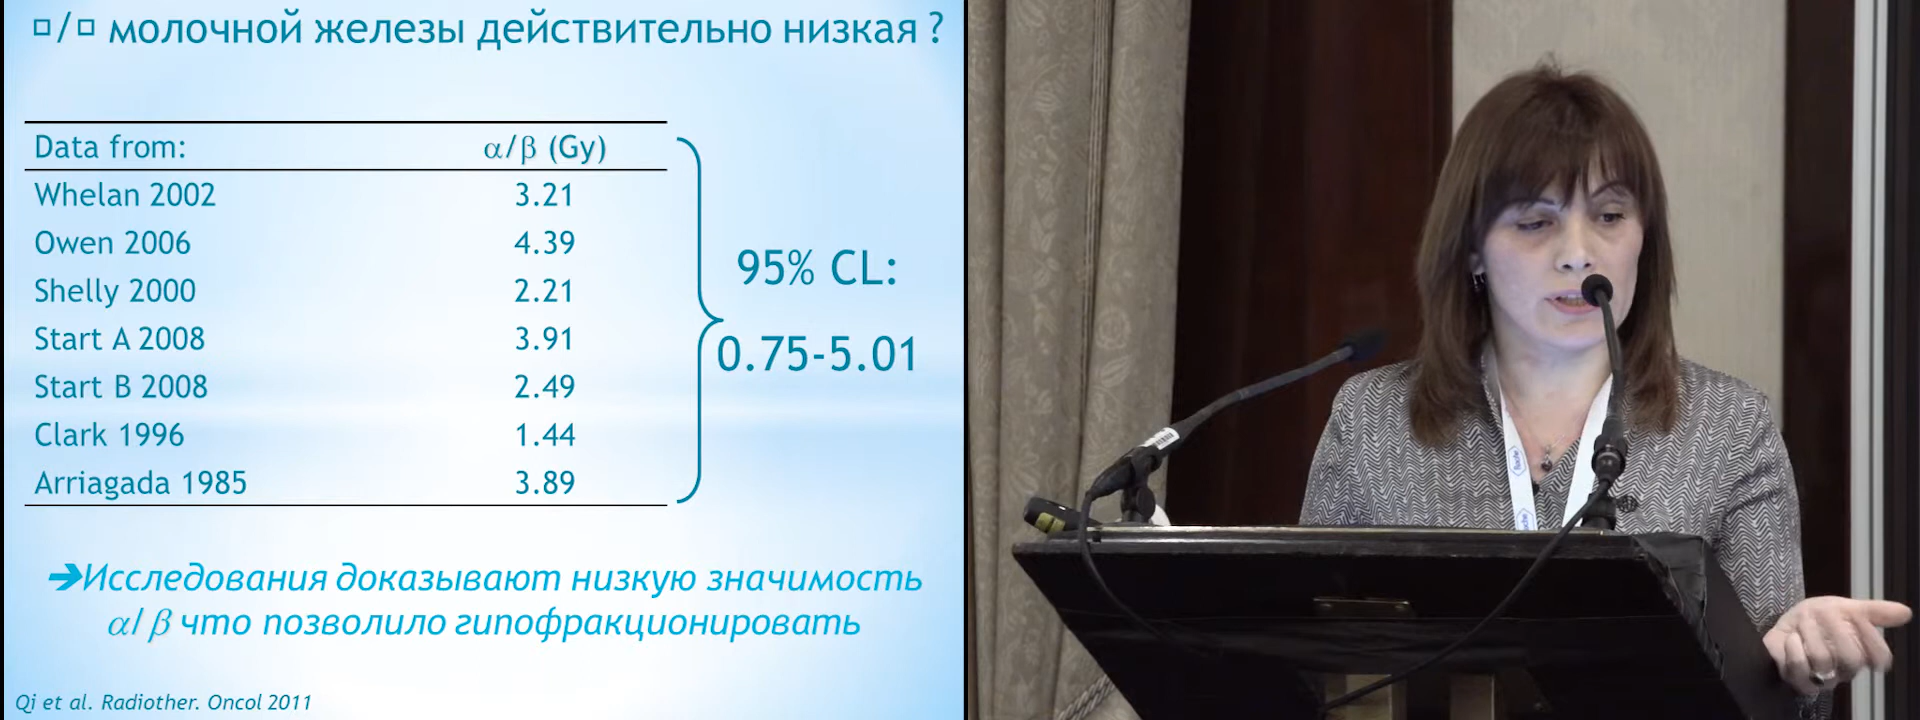 □/□ молочной железы действительно низкая ?
Data from: α/β (Gy)
Whelan 2002 3.21
Owen 2006 4.39
Shelly 2000 2.21
Start A 2008 3.91
Start B 2008 2.49
Clark 1996 1.44
Arriagada 1985 3.89
95% CL:
0.75-5.01
➔Исследования доказывают низкую значимость
α/β что позволило гипофракционировать
Qi et al. Radiother. Oncol 2011
Roche
Roche